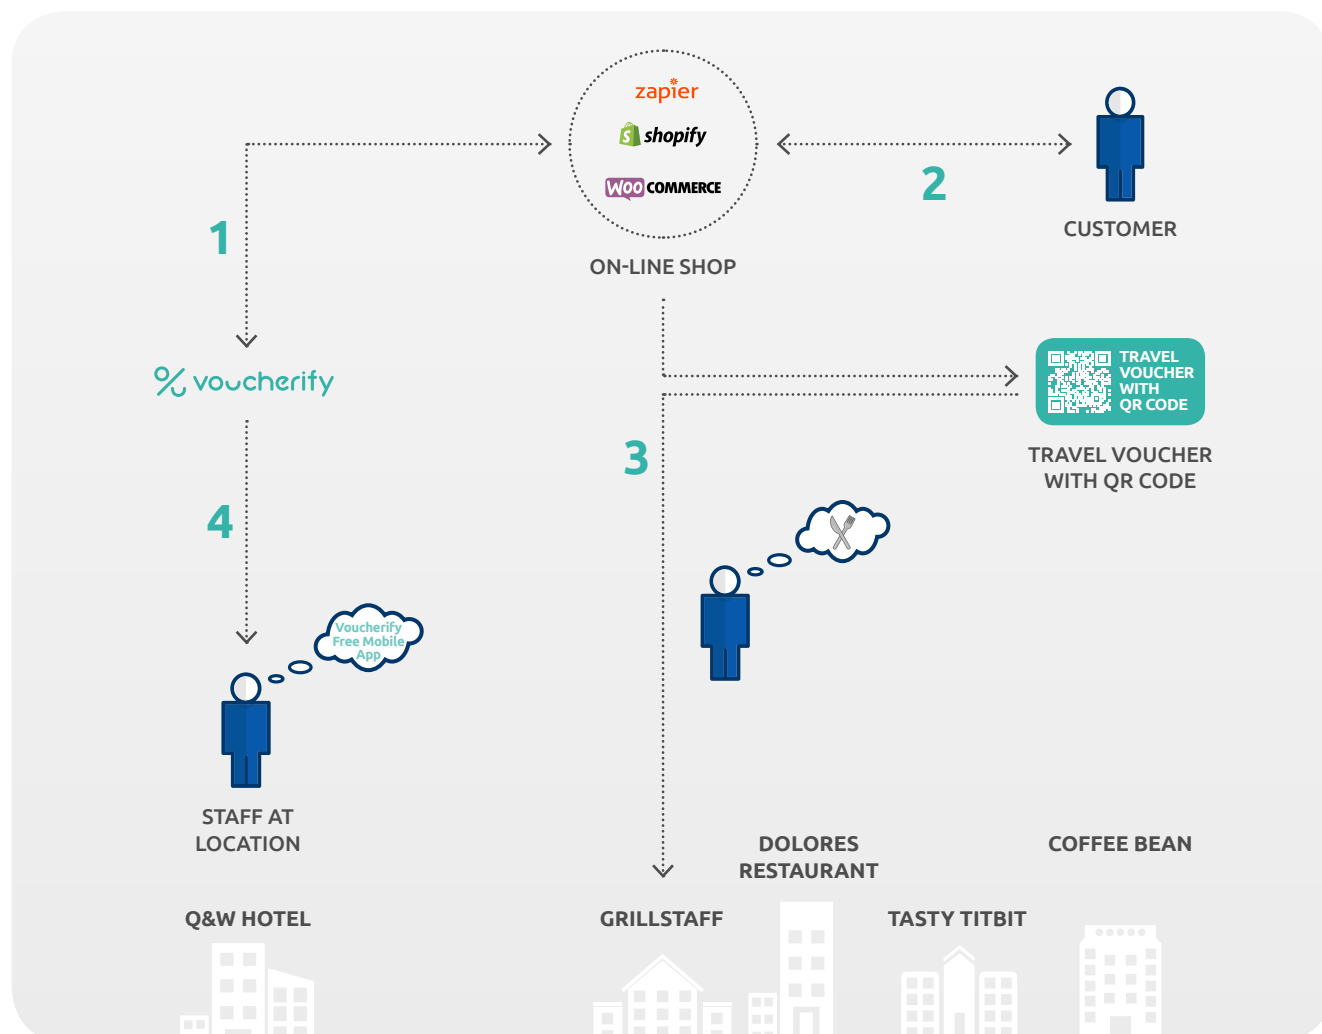 zapier
shopify
WOO COMMERCE
ON-LINE SHOP
2
CUSTOMER
1
voucherify
TRAVEL
VOUCHER
WITH
QR CODE
TRAVEL VOUCHER
WITH QR CODE
3
4
Voucherify
Free Mobile
App
STAFF AT
LOCATION
DOLORES
RESTAURANT
COFFEE BEAN
Q&W HOTEL
GRILLSTAFF
TASTY TITBIT